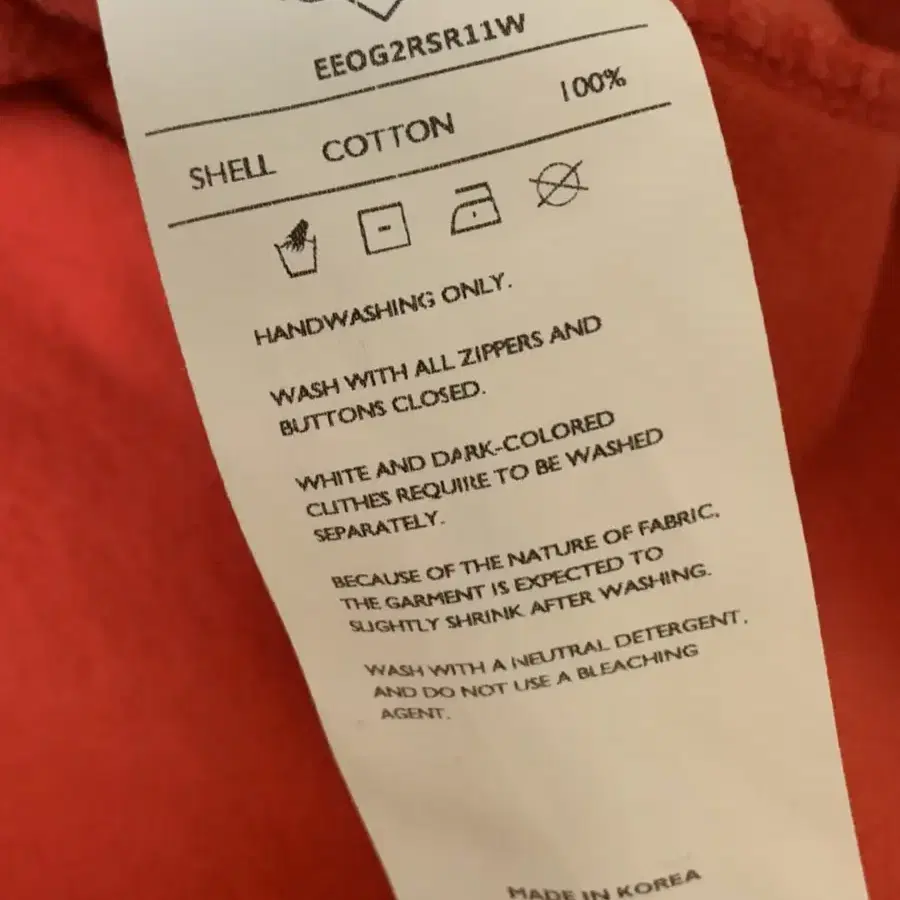 EEOG2RSR11W
SHELL COTTON 100%
HANDWASHING ONLY.
WASH WITH ALL ZIPPERS AND
BUTTONS CLOSED.
WHITE AND DARK-COLORED
CLITHES REQUIRE TO BE WASHED
SEPARATELY.
BECAUSE OF THE NATURE OF FABRIC,
THE GARMENT IS EXPECTED TO
SLIGHTLY SHRINK AFTER WASHING.
WASH WITH A NEUTRAL DETERGENT,
AND DO NOT USE A BLEACHING
AGENT.
MADE IN KOREA